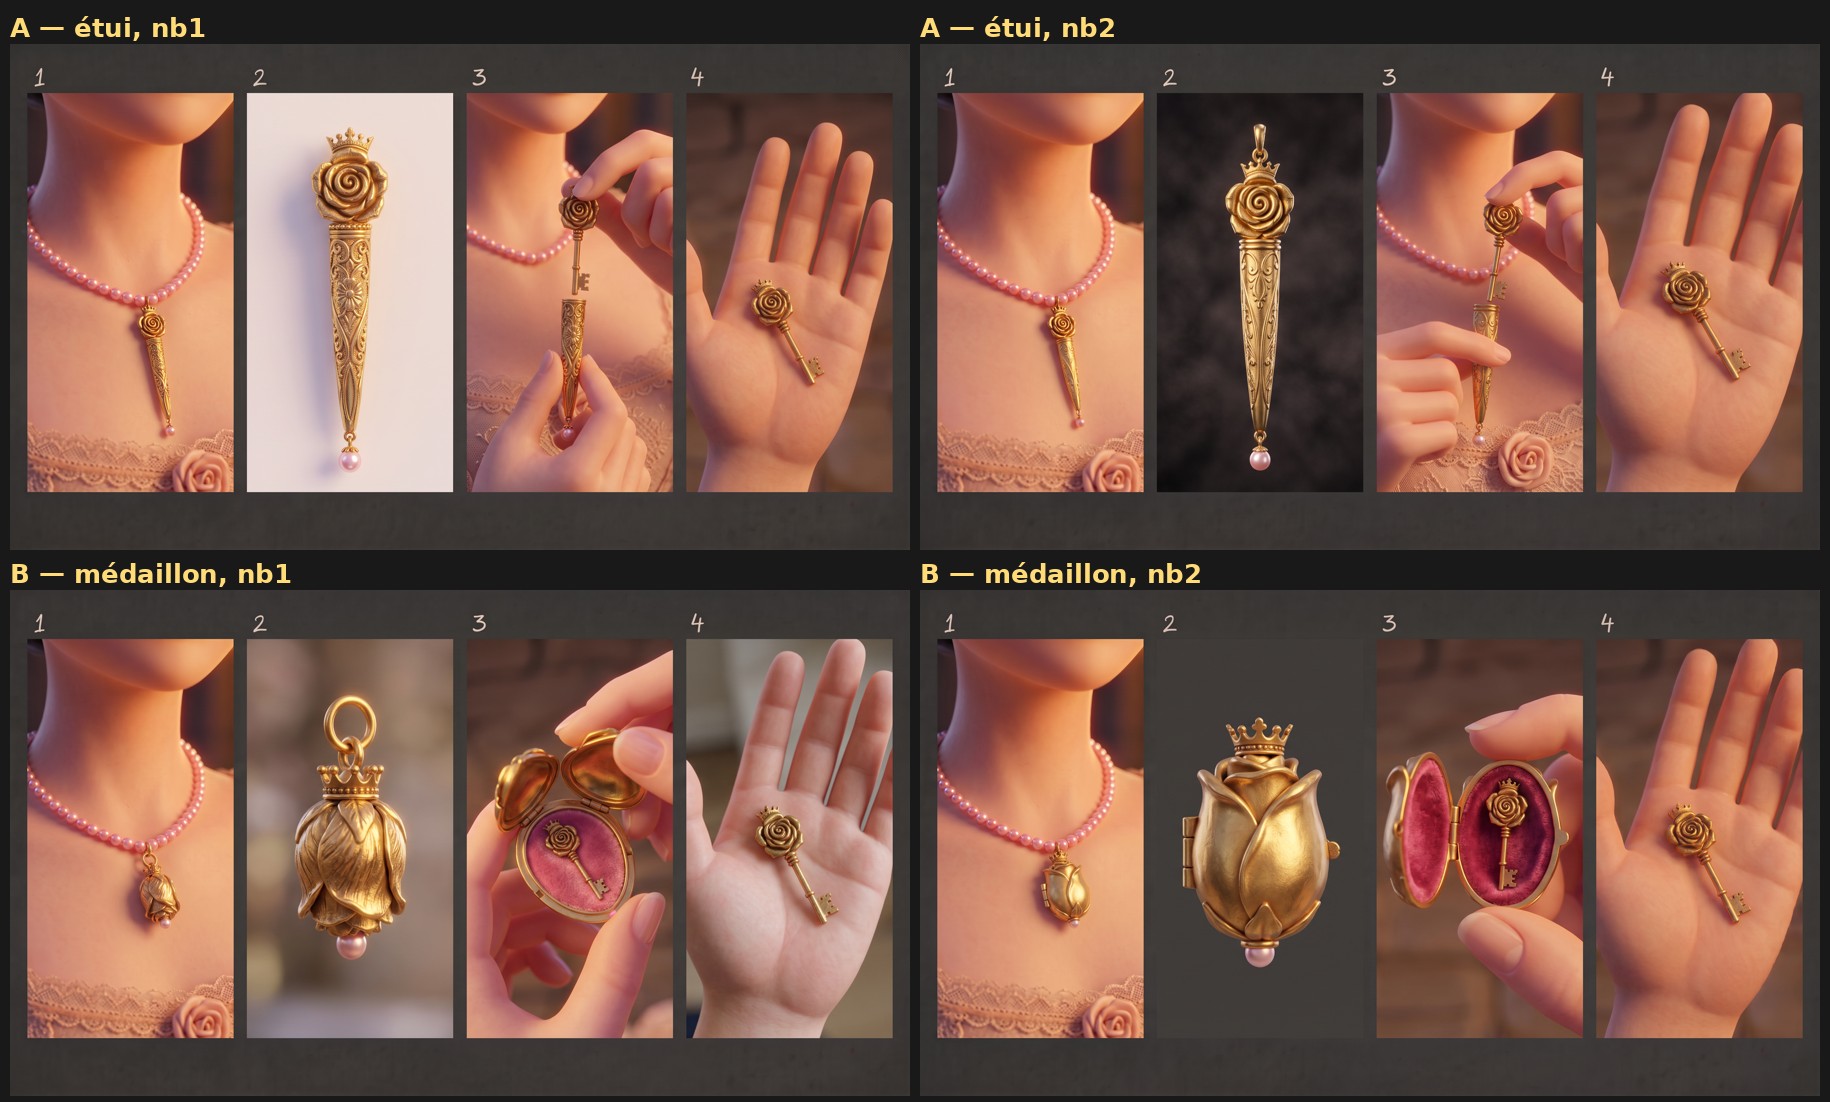 A — étui, nb1
1 2 3 4
A — étui, nb2
1 2 3 4
B — médaillon, nb1
1 2 3 4
B — médaillon, nb2
1 2 3 4